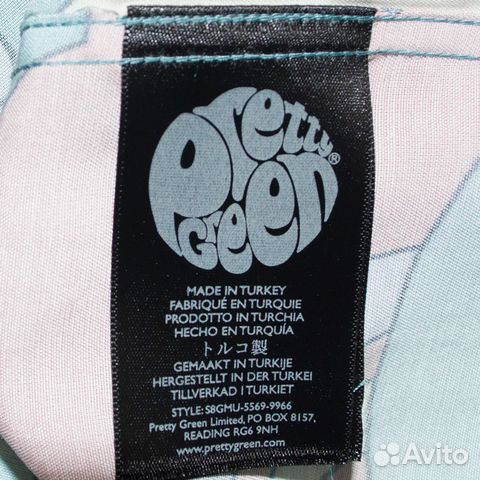 Pretty
Green®
MADE IN TURKEY
FABRIQUÉ EN TURQUIE
PRODOTTO IN TURCHIA
HECHO EN TURQUÍA
トルコ製
GEMAAKT IN TURKIJE
HERGESTELLT IN DER TURKEI
TILLVERKAD I TURKIET
STYLE: S8GMU-5569-9966
Pretty Green Limited, PO BOX 8157,
READING RG6 9NH
www.prettygreen.com
Avito